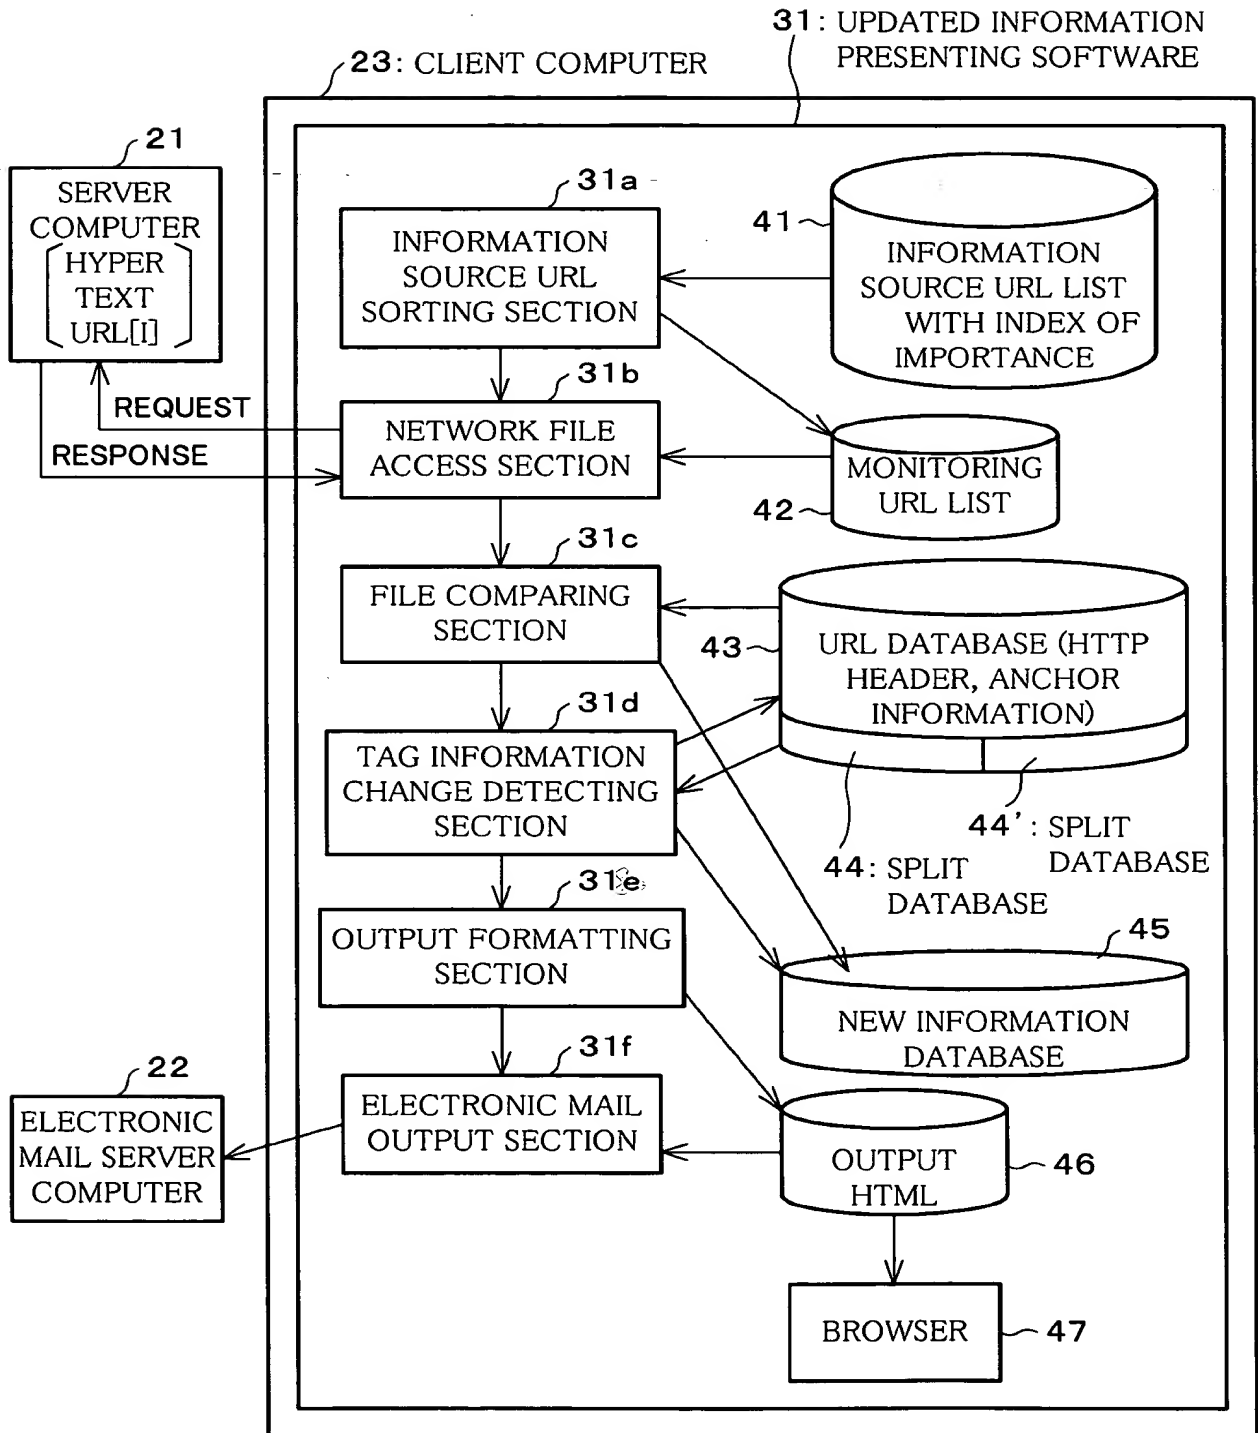 31: UPDATED INFORMATION
PRESENTING SOFTWARE
23: CLIENT COMPUTER
21
SERVER
COMPUTER
HYPER
TEXT
URL[I]
31a
INFORMATION
SOURCE URL
SORTING SECTION
41
INFORMATION
SOURCE URL LIST
WITH INDEX OF
IMPORTANCE
REQUEST
RESPONSE
31b
NETWORK FILE
ACCESS SECTION
MONITORING
URL LIST
42
31c
FILE COMPARING
SECTION
43
URL DATABASE (HTTP
HEADER, ANCHOR
INFORMATION)
31d
TAG INFORMATION
CHANGE DETECTING
SECTION
44': SPLIT
DATABASE
44: SPLIT
DATABASE
31e
OUTPUT FORMATTING
SECTION
45
NEW INFORMATION
DATABASE
31f
ELECTRONIC MAIL
OUTPUT SECTION
22
ELECTRONIC
MAIL SERVER
COMPUTER
OUTPUT
HTML
46
BROWSER
47